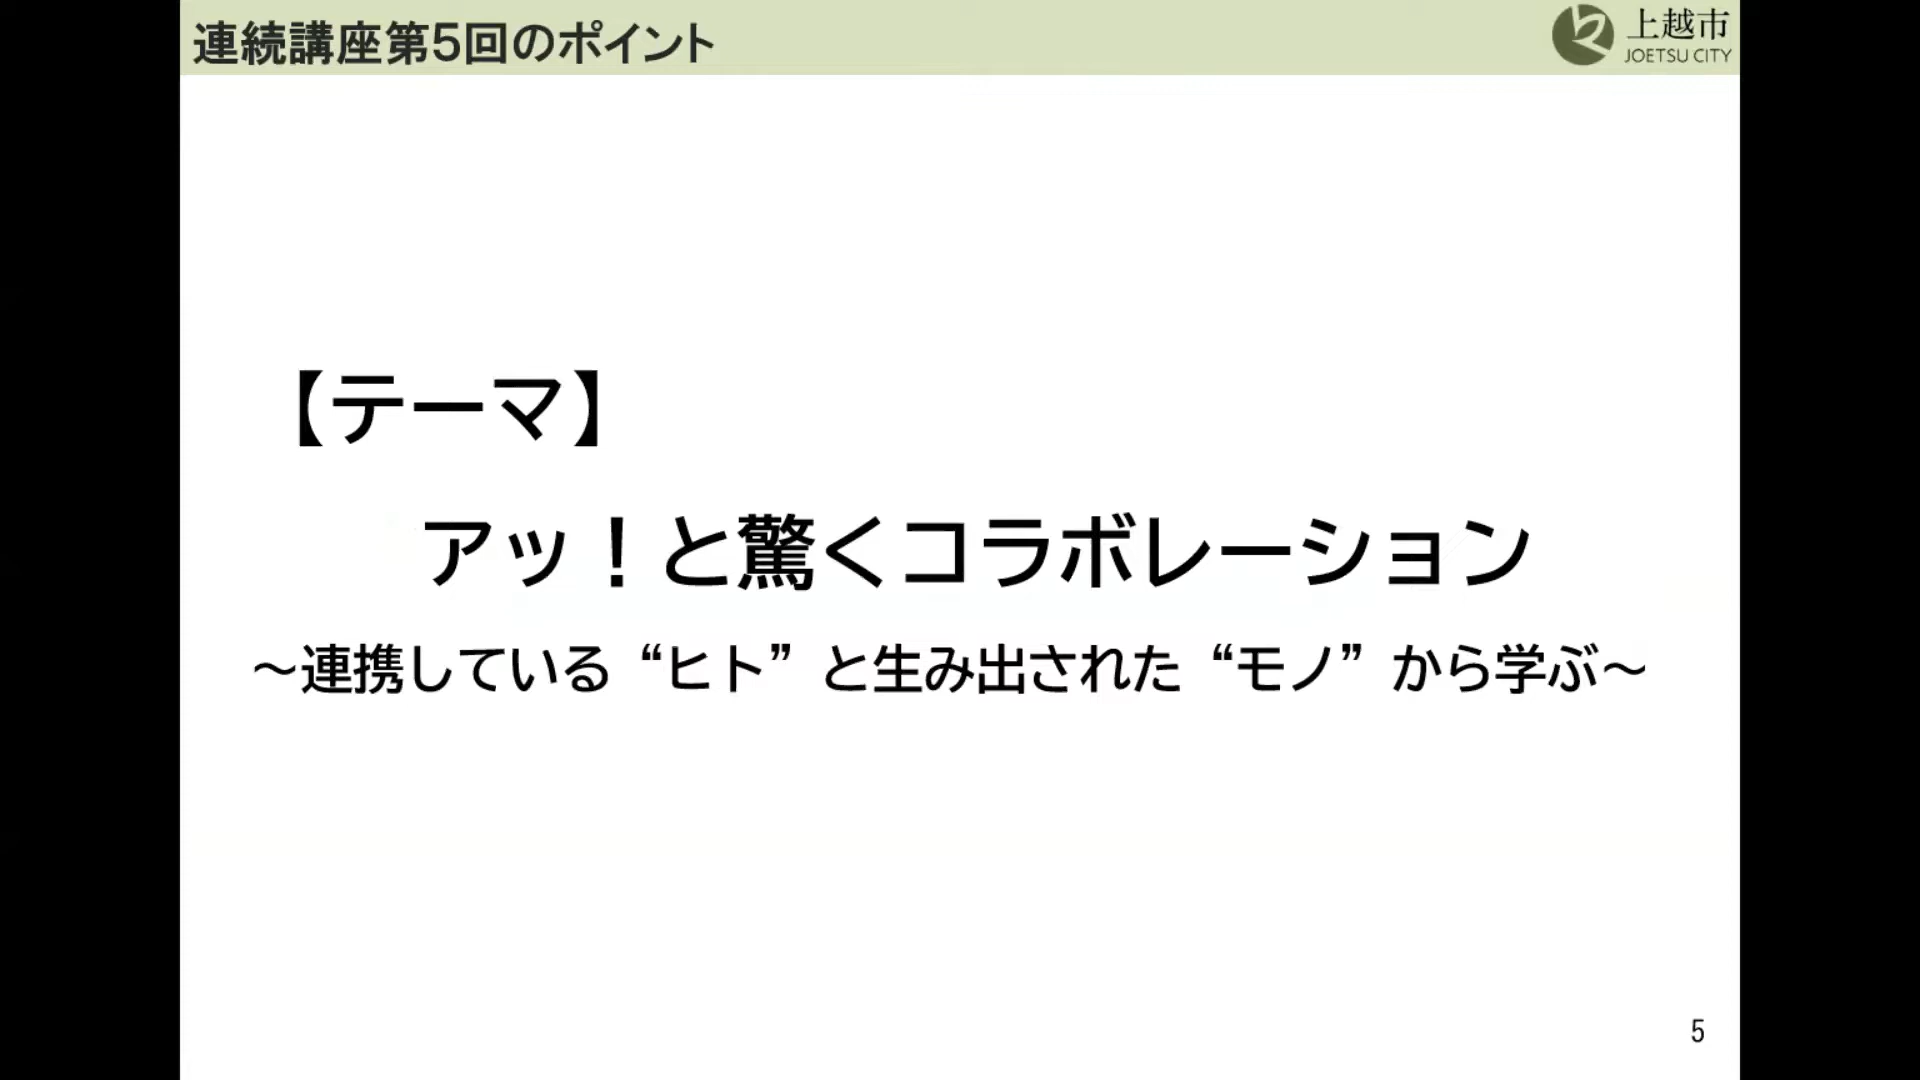 連続講座第5回のポイント
上越市
JOETSU CITY
【テーマ】
アッ！と驚くコラボレーション
～連携している“ヒト”と生み出された“モノ”から学ぶ～
5